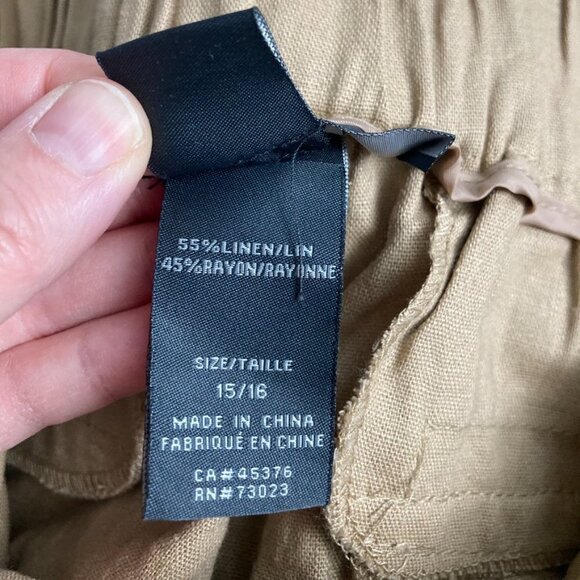 55%LINEN/LIN
45%RAYON/RAYONNE
SIZE/TAILLE
15/16
MADE IN CHINA
FABRIQUÉ EN CHINE
CA#45376
RN#73023